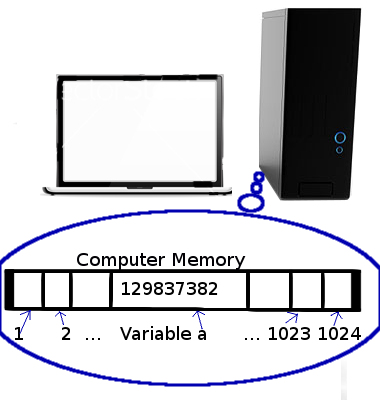 Computer Memory
129837382
1 2 ... Variable a ... 1023 1024